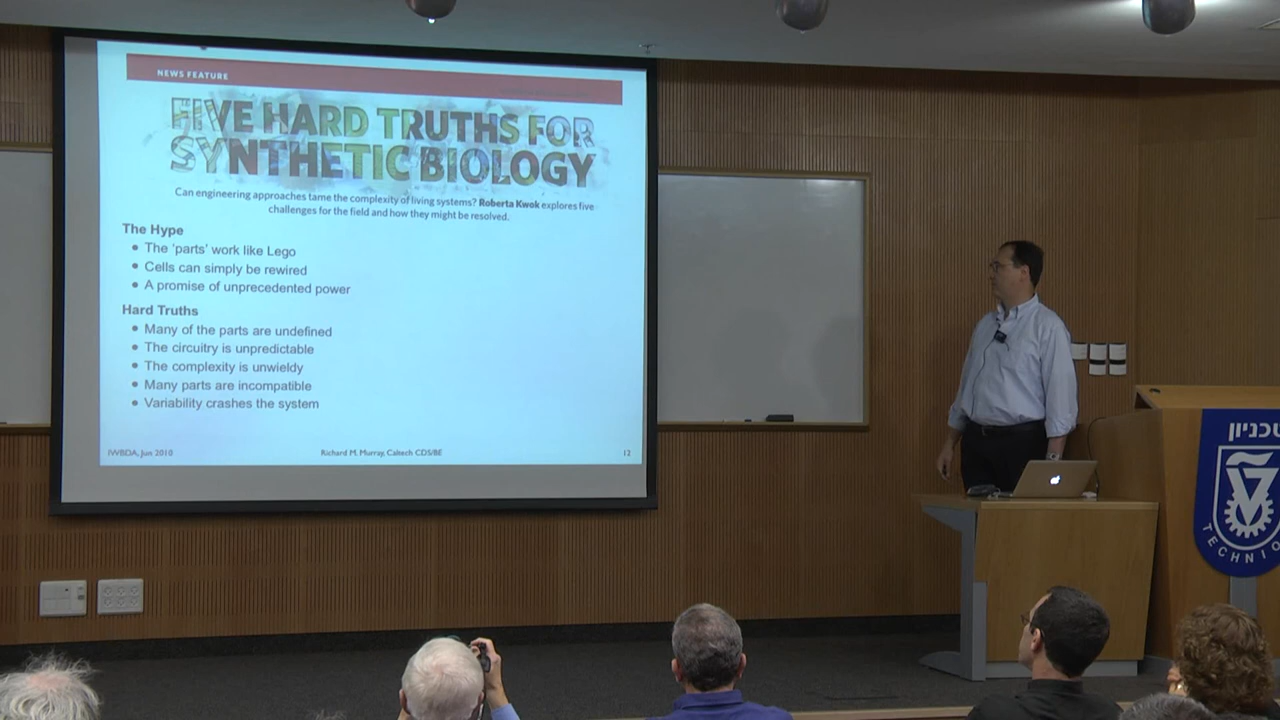 NEWS FEATURE
FIVE HARD TRUTHS FOR
SYNTHETIC BIOLOGY
Can engineering approaches tame the complexity of living systems? Roberta Kwok explores five
challenges for the field and how they might be resolved.
The Hype
• The 'parts' work like Lego
• Cells can simply be rewired
• A promise of unprecedented power
Hard Truths
• Many of the parts are undefined
• The circuitry is unpredictable
• The complexity is unwieldy
• Many parts are incompatible
• Variability crashes the system
IWBDA, Jun 2010
Richard M. Murray, Caltech CDS/BE
12
טכניון
TECHNIO